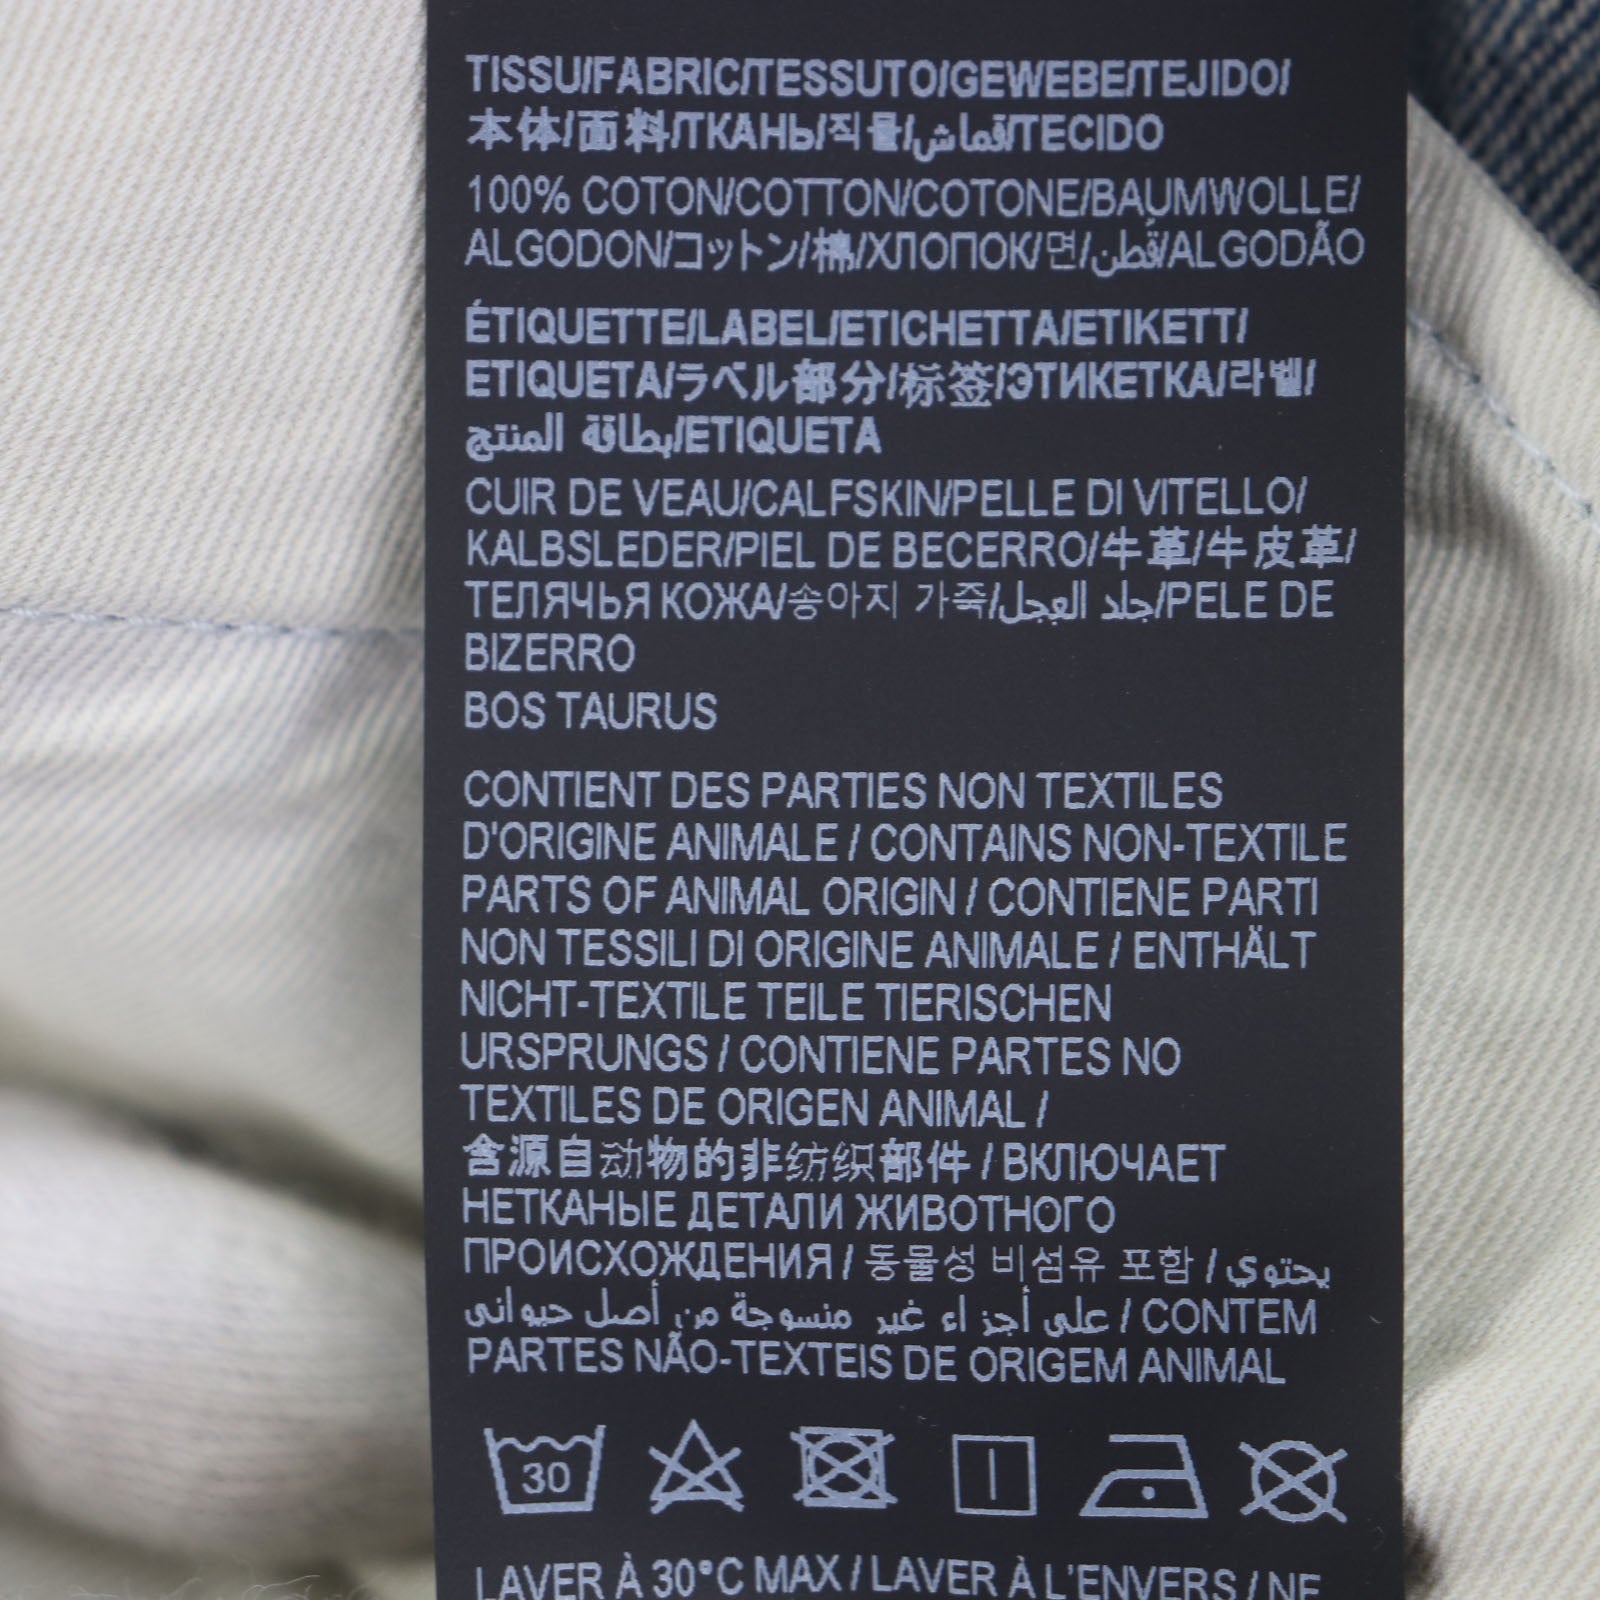 TISSU/FABRIC/TESSUTO/GEWEBE/TEJIDO/
本体/面料/ТКАНЬ/직물/قماش/TECIDO
100% COTON/COTTON/COTONE/BAUMWOLLE/
ALGODON/コットン/棉/ХЛОПОК/면/قُطن/ALGODÃO
ÉTIQUETTE/LABEL/ETICHETTA/ETIKETT/
ETIQUETA/ラベル部分/标签/ЭТИКЕТКА/라벨/
بطاقة المنتج/ETIQUETA
CUIR DE VEAU/CALFSKIN/PELLE DI VITELLO/
KALBSLEDER/PIEL DE BECERRO/牛革/牛皮革/
ТЕЛЯЧЬЯ КОЖА/송아지 가죽/جلد العجل/PELE DE
BIZERRO
BOS TAURUS
CONTIENT DES PARTIES NON TEXTILES
D'ORIGINE ANIMALE / CONTAINS NON-TEXTILE
PARTS OF ANIMAL ORIGIN / CONTIENE PARTI
NON TESSILI DI ORIGINE ANIMALE / ENTHÄLT
NICHT-TEXTILE TEILE TIERISCHEN
URSPRUNGS / CONTIENE PARTES NO
TEXTILES DE ORIGEN ANIMAL /
含源自动物的非纺织部件 / ВКЛЮЧАЕТ
НЕТКАНЫЕ ДЕТАЛИ ЖИВОТНОГО
ПРОИСХОЖДЕНИЯ / 동물성 비섬유 포함 / يحتوي
على أجزاء غير منسوجة من أصل حيواني / CONTEM
PARTES NÃO-TEXTEIS DE ORIGEM ANIMAL
30
LAVER À 30°C MAX / LAVER À L'ENVERS / NE